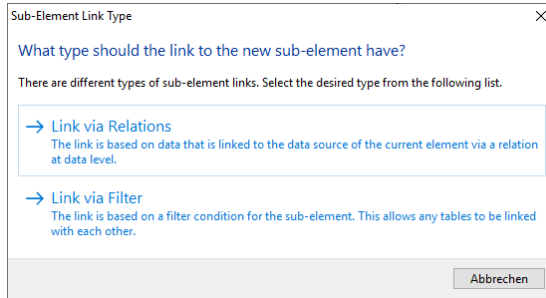 Sub-Element Link Type
What type should the link to the new sub-element have?
There are different types of sub-element links. Select the desired type from the following list.
Link via Relations
The link is based on data that is linked to the data source of the current element via a relation
at data level.
Link via Filter
The link is based on a filter condition for the sub-element. This allows any tables to be linked
with each other.
Abbrechen